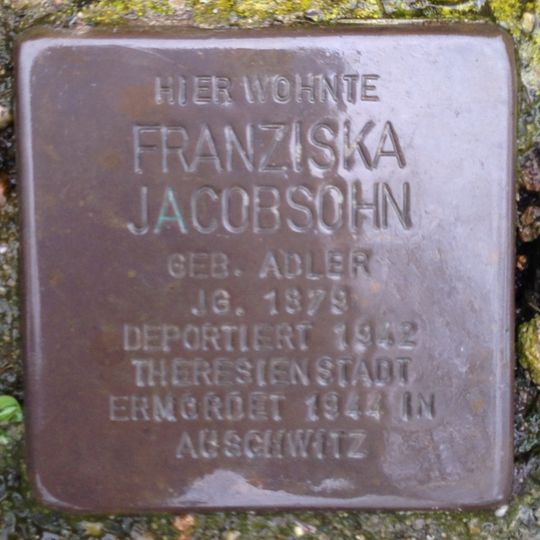 HIER WOHNTE
FRANZISKA
JACOBSOHN
GEB. ADLER
JG. 1879
DEPORTIERT 1942
THERESIENSTADT
ERMORDET 1944 IN
AUSCHWITZ